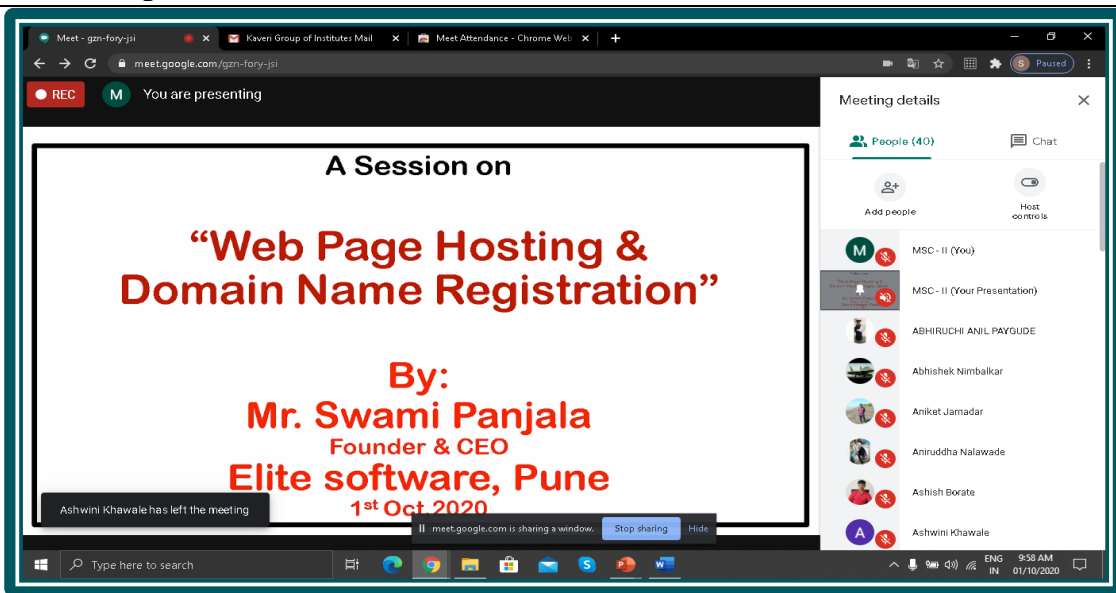 Meet - gzn-fory-jsi
Kaveri Group of Institutes Mail
Meet Attendance - Chrome Web
meet.google.com/gzn-fory-jsi
S Paused
REC
M You are presenting
Meeting details
People (40)
Chat
Add people
Host controls
A Session on
“Web Page Hosting &
Domain Name Registration”
By:
Mr. Swami Panjala
Founder & CEO
Elite software, Pune
1st Oct.2020
M MSC - II (You)
MSC - II (Your Presentation)
ABHIRUCHI ANIL PAYGUDE
Abhishek Nimbalkar
Aniket Jamadar
Aniruddha Nalawade
Ashish Borate
A Ashwini Khawale
Ashwini Khawale has left the meeting
meet.google.com is sharing a window.
Stop sharing
Hide
Type here to search
ENG
IN
9:58 AM
01/10/2020